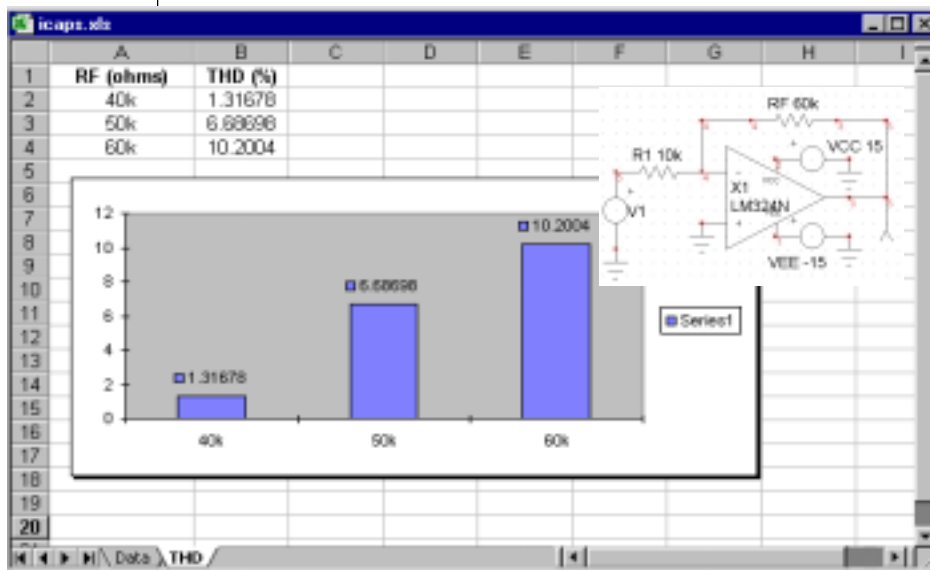 icaps.xls
A B C D E F G H I
1 RF (ohms) THD (%)
2 40k 1.31678
3 50k 6.68698
4 60k 10.2004
5
6
7
8
9
10
11
12
13
14
15
16
17
18
19
20
RF 60k
R1 10k
VCC 15
X1
LM324N
V1
VEE -15
12
10
8
6
4
2
0
1.31678
6.68698
10.2004
40k
50k
60k
Series1
Data THD